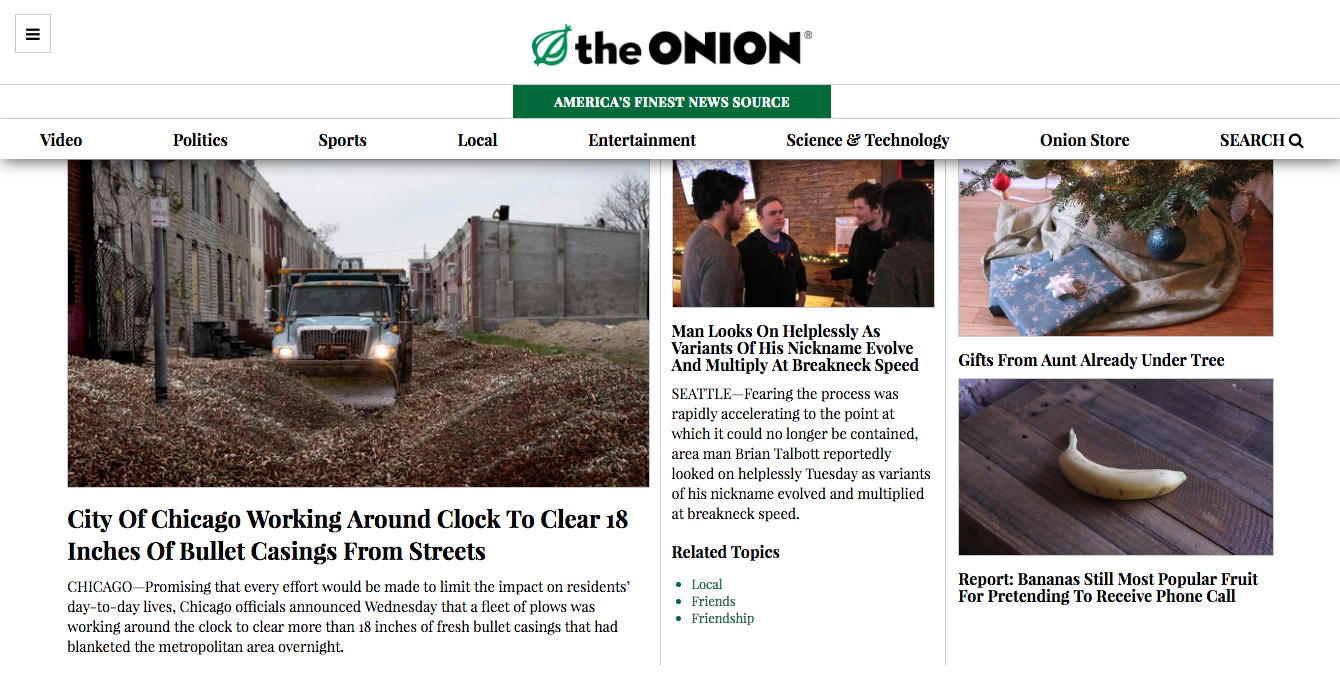 the ONION®
AMERICA'S FINEST NEWS SOURCE
Video
Politics
Sports
Local
Entertainment
Science & Technology
Onion Store
SEARCH
City Of Chicago Working Around Clock To Clear 18
Inches Of Bullet Casings From Streets
CHICAGO—Promising that every effort would be made to limit the impact on residents'
day-to-day lives, Chicago officials announced Wednesday that a fleet of plows was
working around the clock to clear more than 18 inches of fresh bullet casings that had
blanketed the metropolitan area overnight.
Man Looks On Helplessly As
Variants Of His Nickname Evolve
And Multiply At Breakneck Speed
SEATTLE—Fearing the process was
rapidly accelerating to the point at
which it could no longer be contained,
area man Brian Talbott reportedly
looked on helplessly Tuesday as variants
of his nickname evolved and multiplied
at breakneck speed.
Related Topics
Local
Friends
Friendship
Gifts From Aunt Already Under Tree
Report: Bananas Still Most Popular Fruit
For Pretending To Receive Phone Call